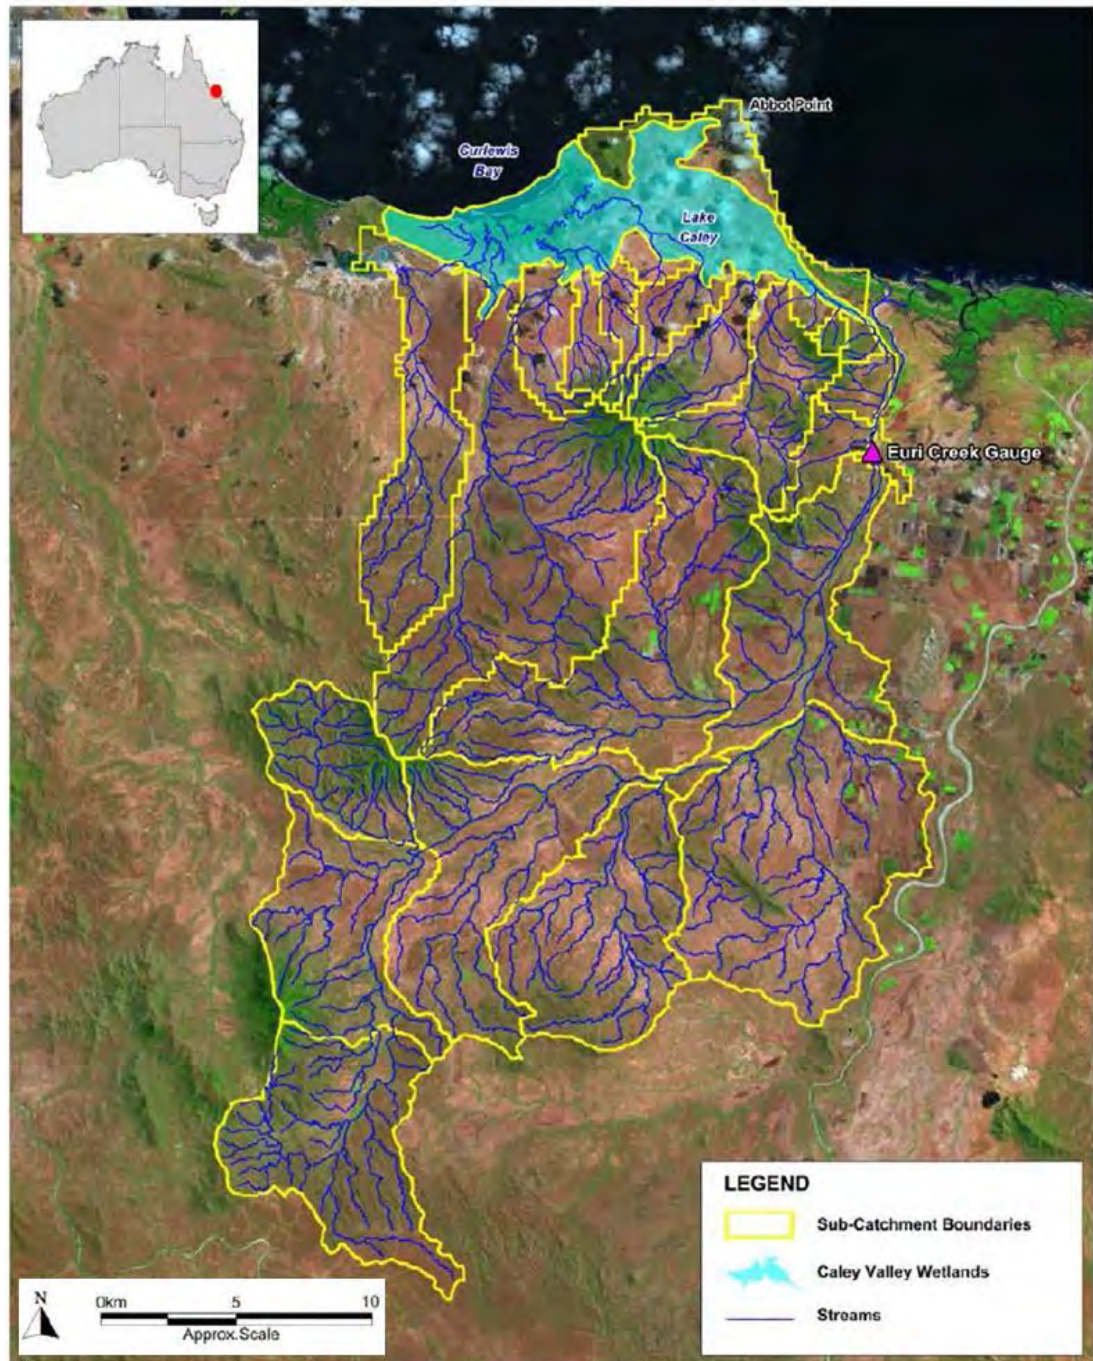 Abbot Point
Curlewis
Bay
Lake
Caley
Euri Creek Gauge
LEGEND
Sub-Catchment Boundaries
Caley Valley Wetlands
Streams
N
0km 5 10
Approx.Scale